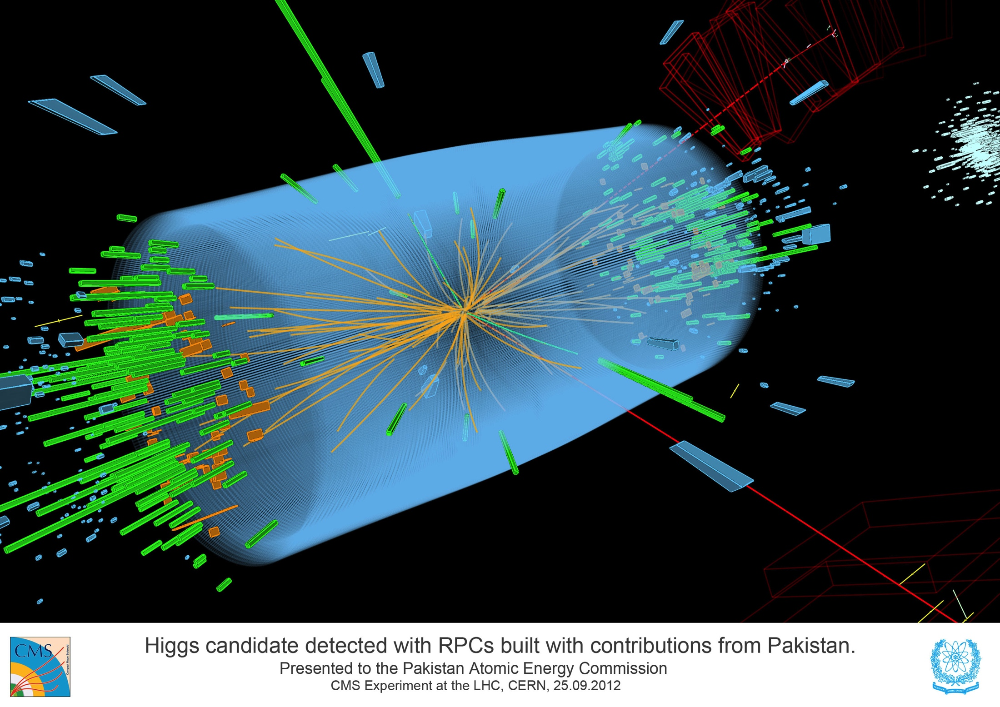 Higgs candidate detected with RPCs built with contributions from Pakistan.
Presented to the Pakistan Atomic Energy Commission
CMS Experiment at the LHC, CERN, 25.09.2012
CMS
Compact Muon Solenoid
PAKISTAN ATOMIC ENERGY COMMISSION